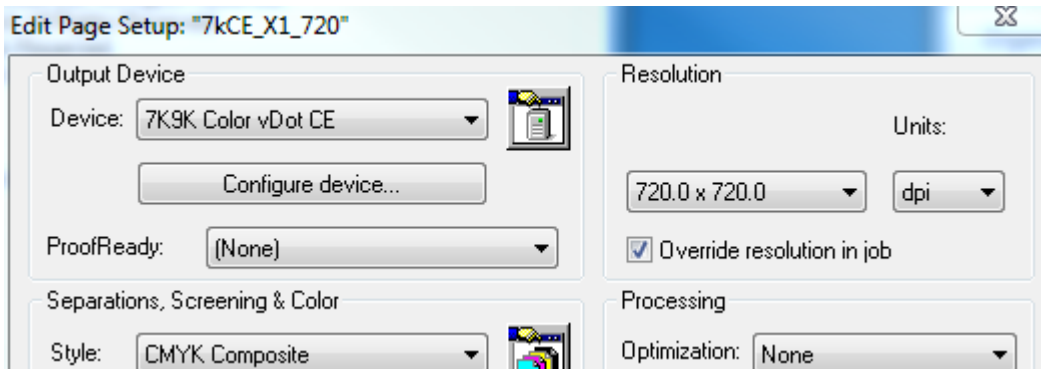 Edit Page Setup: "7kCE_X1_720"
Output Device
Device: 7K9K Color vDot CE
Configure device...
ProofReady: (None)
Separations, Screening & Color
Style: CMYK Composite
Resolution
Units:
720.0 x 720.0 dpi
Override resolution in job
Processing
Optimization: None